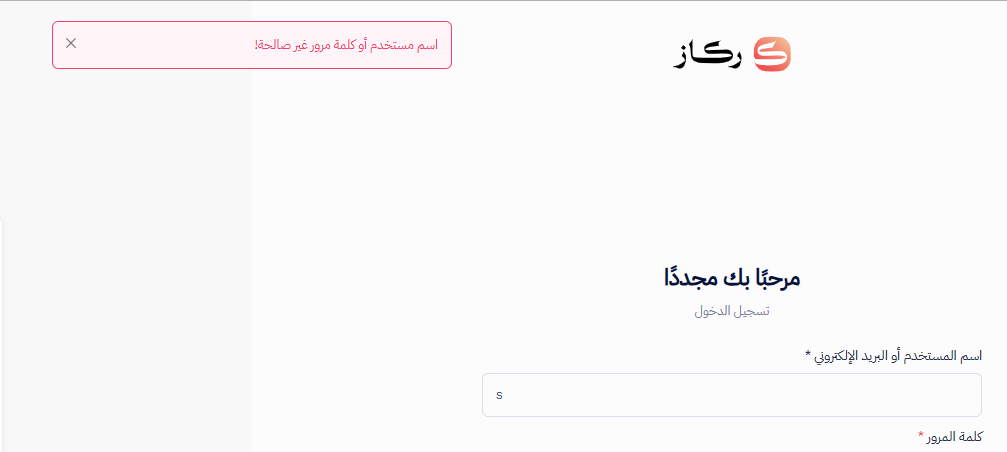 ركاز
اسم مستخدم أو كلمة مرور غير صالحة!
مرحبًا بك مجددًا
تسجيل الدخول
اسم المستخدم أو البريد الإلكتروني *
s
كلمة المرور *